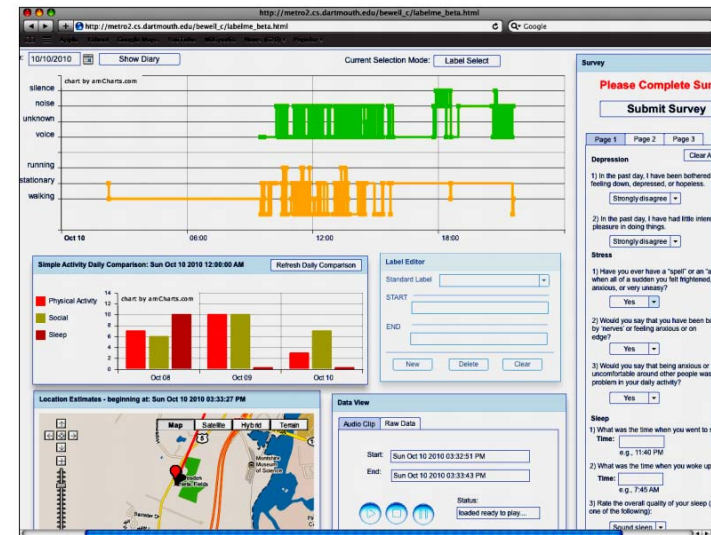 http://metro2.cs.dartmouth.edu/bewell_c/labelme_beta.html
http://metro2.cs.dartmouth.edu/bewell_c/labelme_beta.html
Google
10/10/2010
Show Diary
Current Selection Mode:
Label Select
chart by amCharts.com
silence
noise
unknown
voice
running
stationary
walking
Oct 10
06:00
12:00
18:00
Simple Activity Daily Comparison: Sun Oct 10 2010 12:00:00 AM
Refresh Daily Comparison
Physical Activity
Social
Sleep
chart by amCharts.com
14
12
10
8
6
4
2
0
Oct 08
Oct 09
Oct 10
Label Editor
Standard Label
START
END
New
Delete
Clear
Location Estimates - beginning at: Sun Oct 10 2010 03:33:27 PM
Map
Satellite
Hybrid
Terrain
Museum
of Science
Data View
Audio Clip
Raw Data
Start:
Sun Oct 10 2010 03:32:51 PM
End:
Sun Oct 10 2010 03:33:43 PM
Status:
loaded ready to play...
Survey
Please Complete Sur
Submit Survey
Page 1
Page 2
Page 3
Depression
Clear A
1) In the past day, I have been bothered
feeling down, depressed, or hopeless.
Strongly disagree
2) In the past day, I have had little intere
pleasure in doing things.
Strongly disagree
Stress
1) Have you ever have a "spell" or an "a
when all of a sudden you felt frightened,
anxious, or very uneasy?
Yes
2) Would you say that you have been bo
by 'nerves' or feeling anxious or on
edge?
Yes
3) Would you say that being anxious or
uncomfortable around other people was
problem in your daily activity?
Yes
Sleep
1) What was the time when you went to s
Time:
e.g., 11:40 PM
2) What was the time when you woke up
Time:
e.g., 7:45 AM
3) Rate the overall quality of your sleep (
one of the following):
Sound sleep